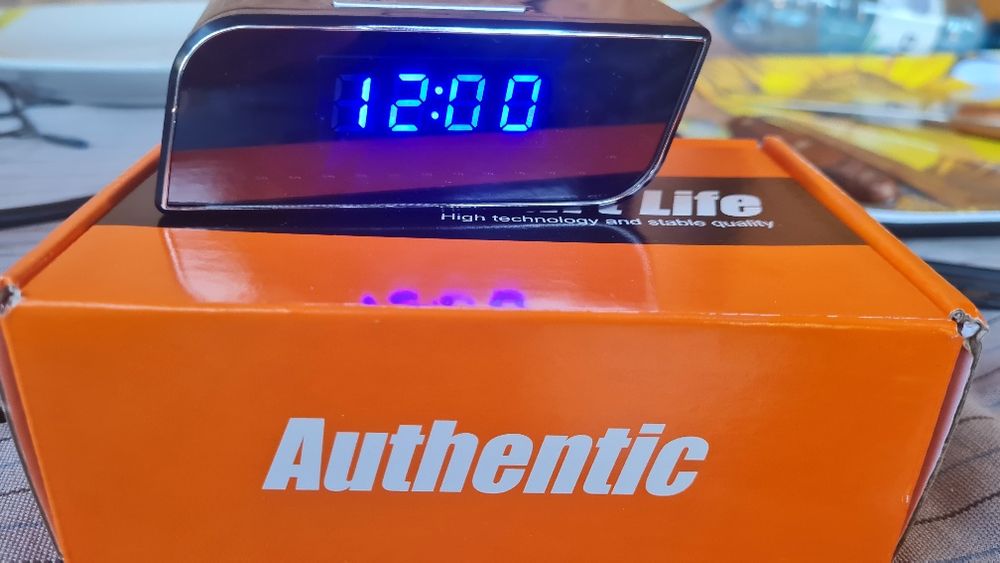 12:00
Life
High technology and stable quality
Authentic